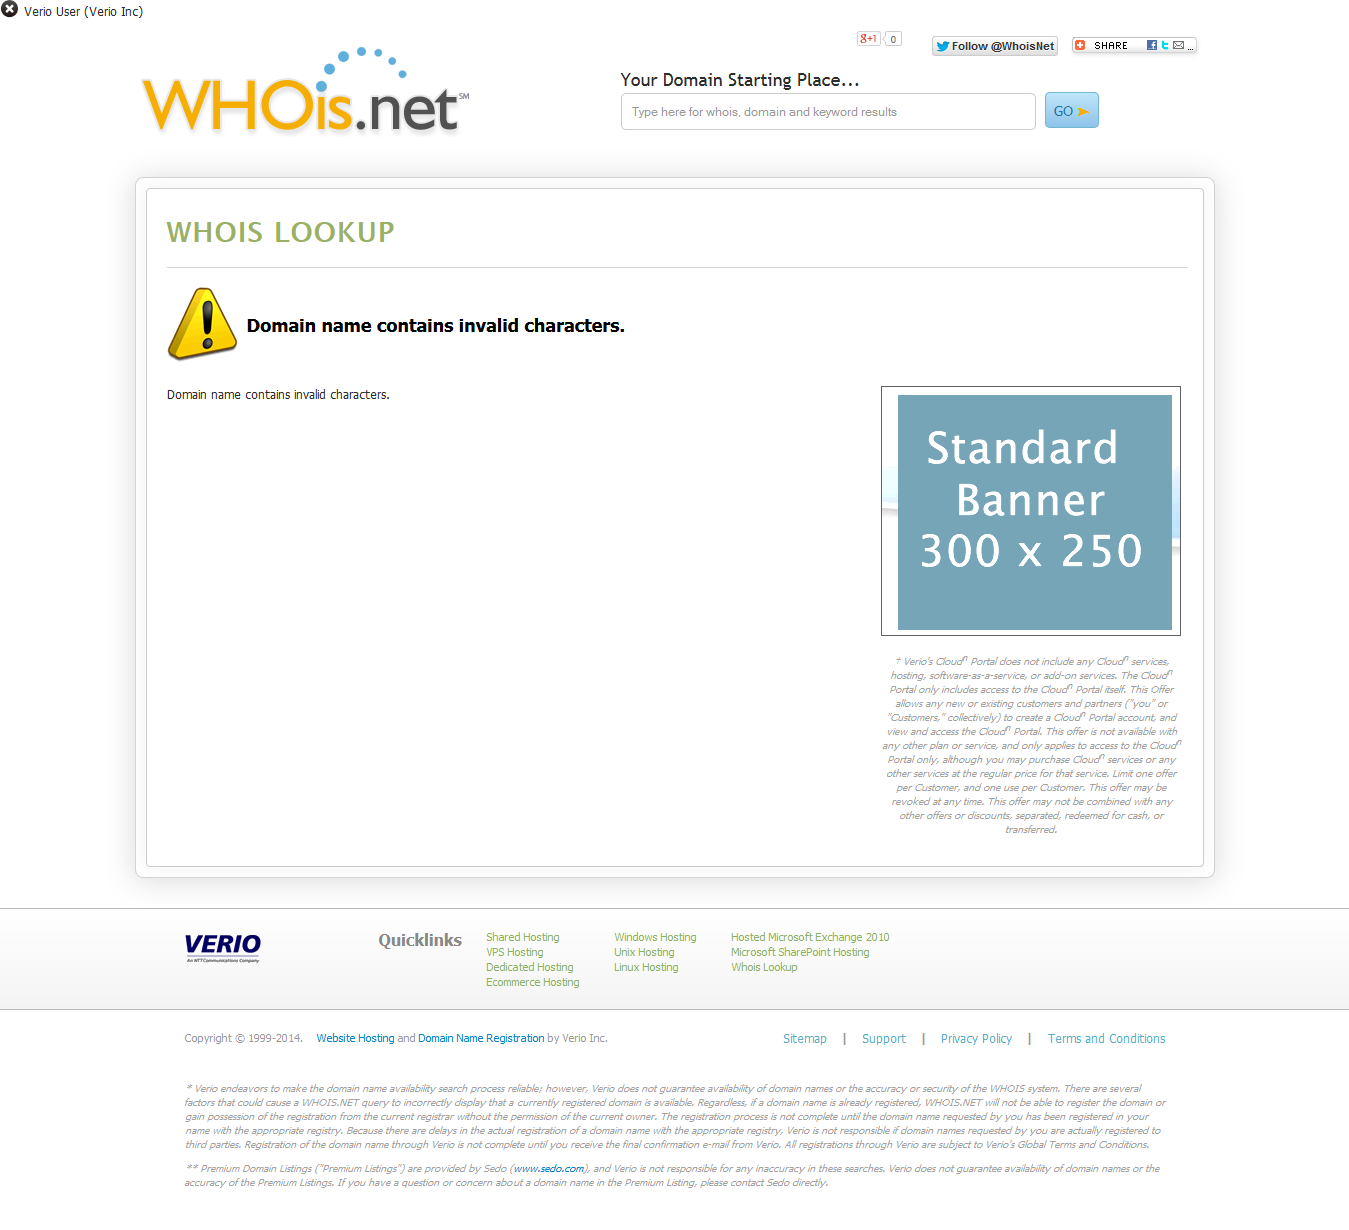 Verio User (Verio Inc)
g+1 0
Follow @WhoisNet
SHARE ...
WHOis.net SM
Your Domain Starting Place...
Type here for whois, domain and keyword results
GO
WHOIS LOOKUP
Domain name contains invalid characters.
Domain name contains invalid characters.
Standard
Banner
300 x 250
† Verio's Cloudⁿ Portal does not include any Cloudⁿ services,
hosting, software-as-a-service, or add-on services. The Cloudⁿ
Portal only includes access to the Cloudⁿ Portal itself. This Offer
allows any new or existing customers and partners ("you" or
"Customers," collectively) to create a Cloudⁿ Portal account, and
view and access the Cloudⁿ Portal. This offer is not available with
any other plan or service, and only applies to access to the Cloudⁿ
Portal only, although you may purchase Cloudⁿ services or any
other services at the regular price for that service. Limit one offer
per Customer, and one use per Customer. This offer may be
revoked at any time. This offer may not be combined with any
other offers or discounts, separated, redeemed for cash, or
transferred.
VERIO
An NTT Communications Company
Quicklinks
Shared Hosting
VPS Hosting
Dedicated Hosting
Ecommerce Hosting
Windows Hosting
Unix Hosting
Linux Hosting
Hosted Microsoft Exchange 2010
Microsoft SharePoint Hosting
Whois Lookup
Copyright © 1999-2014. Website Hosting and Domain Name Registration by Verio Inc.
Sitemap | Support | Privacy Policy | Terms and Conditions
* Verio endeavors to make the domain name availability search process reliable; however, Verio does not guarantee availability of domain names or the accuracy or security of the WHOIS system. There are several
factors that could cause a WHOIS.NET query to incorrectly display that a currently registered domain is available. Regardless, if a domain name is already registered, WHOIS.NET will not be able to register the domain or
gain possession of the registration from the current registrar without the permission of the current owner. The registration process is not complete until the domain name requested by you has been registered in your
name with the appropriate registry. Because there are delays in the actual registration of a domain name with the appropriate registry, Verio is not responsible if domain names requested by you are actually registered to
third parties. Registration of the domain name through Verio is not complete until you receive the final confirmation e-mail from Verio. All registrations through Verio are subject to Verio's Global Terms and Conditions.
** Premium Domain Listings ("Premium Listings") are provided by Sedo (www.sedo.com), and Verio is not responsible for any inaccuracy in these searches. Verio does not guarantee availability of domain names or the
accuracy of the Premium Listings. If you have a question or concern about a domain name in the Premium Listing, please contact Sedo directly.